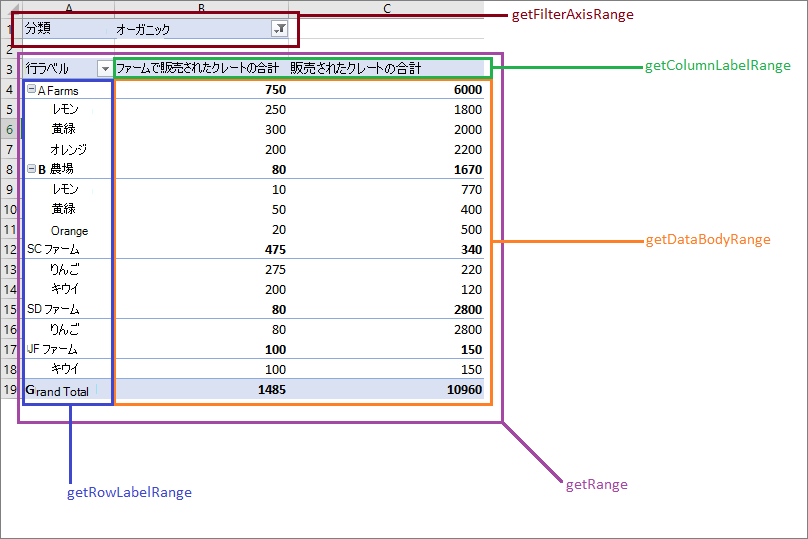 A B C
getFilterAxisRange
1 分類 オーガニック
2
3 行ラベル ファームで販売されたクレートの合計 販売されたクレートの合計
getColumnLabelRange
4 A Farms 750 6000
5 レモン 250 1800
6 黄緑 300 2000
7 オレンジ 200 2200
8 B 農場 80 1670
9 レモン 10 770
10 黄緑 50 400
11 Orange 20 500
getDataBodyRange
12 SC ファーム 475 340
13 りんご 275 220
14 キウイ 200 120
15 SD ファーム 80 2800
16 りんご 80 2800
17 UF ファーム 100 150
18 キウイ 100 150
19 Grand Total 1485 10960
getRange
getRowLabelRange